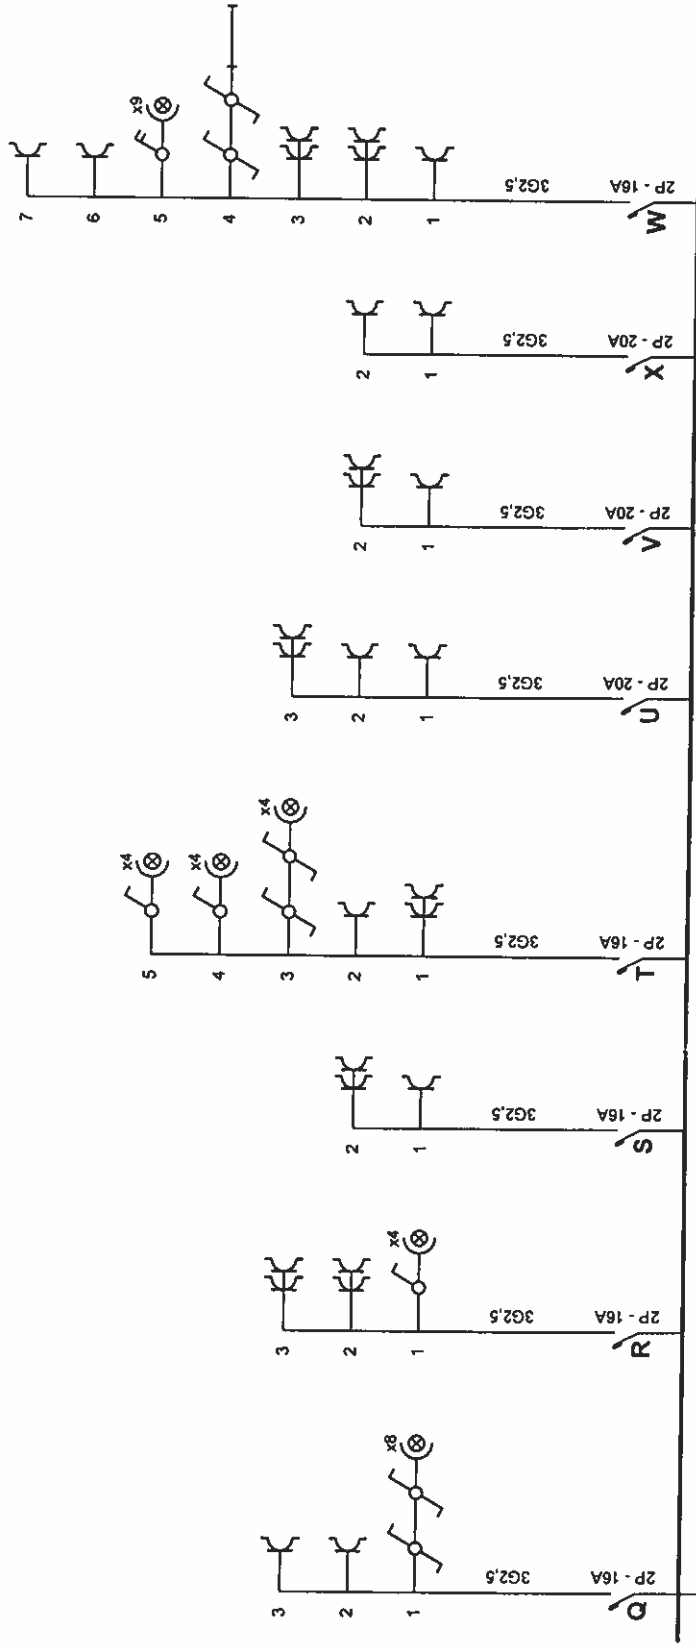 3
2
1
x8
3G2,5
2P - 16A
Q
3
2
1
x4
3G2,5
2P - 16A
R
2
1
3G2,5
2P - 16A
S
5
x4
4
x4
3
x4
2
1
3G2,5
2P - 16A
T
3
2
1
3G2,5
2P - 20A
U
2
1
3G2,5
2P - 20A
V
2
1
3G2,5
2P - 20A
X
7
6
5
x9
4
3
2
1
3G2,5
2P - 16A
W